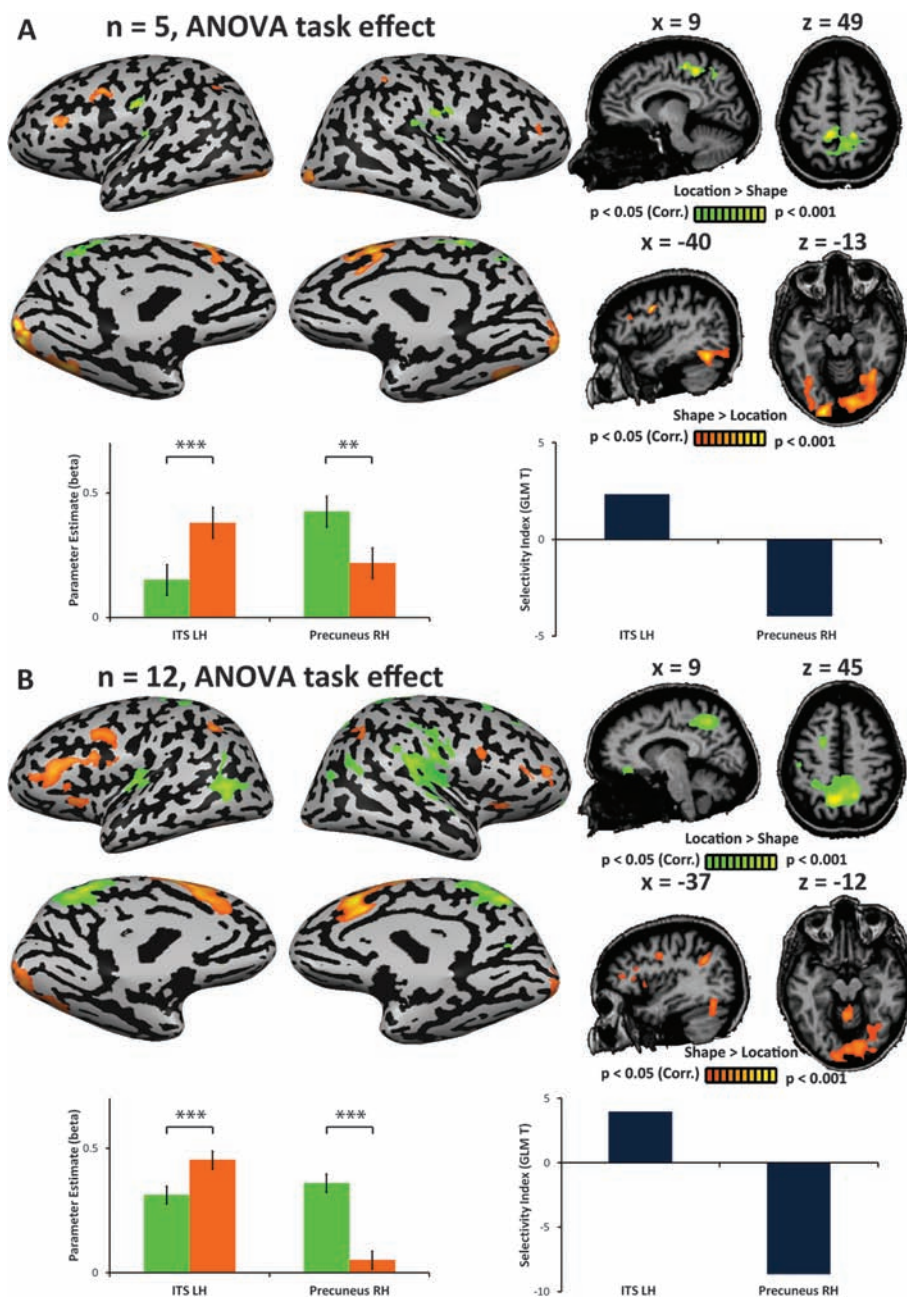 A
n = 5, ANOVA task effect
x = 9
z = 49
Location > Shape
p < 0.05 (Corr.)
p < 0.001
x = -40
z = -13
Shape > Location
p < 0.05 (Corr.)
p < 0.001
Parameter Estimate (beta)
0.5
0
***
**
ITS LH
Precuneus RH
Selectivity Index (GLM T)
5
0
-5
ITS LH
Precuneus RH
B
n = 12, ANOVA task effect
x = 9
z = 45
Location > Shape
p < 0.05 (Corr.)
p < 0.001
x = -37
z = -12
Shape > Location
p < 0.05 (Corr.)
p < 0.001
Parameter Estimate (beta)
0.5
0
***
***
ITS LH
Precuneus RH
Selectivity Index (GLM T)
5
0
-5
-10
ITS LH
Precuneus RH